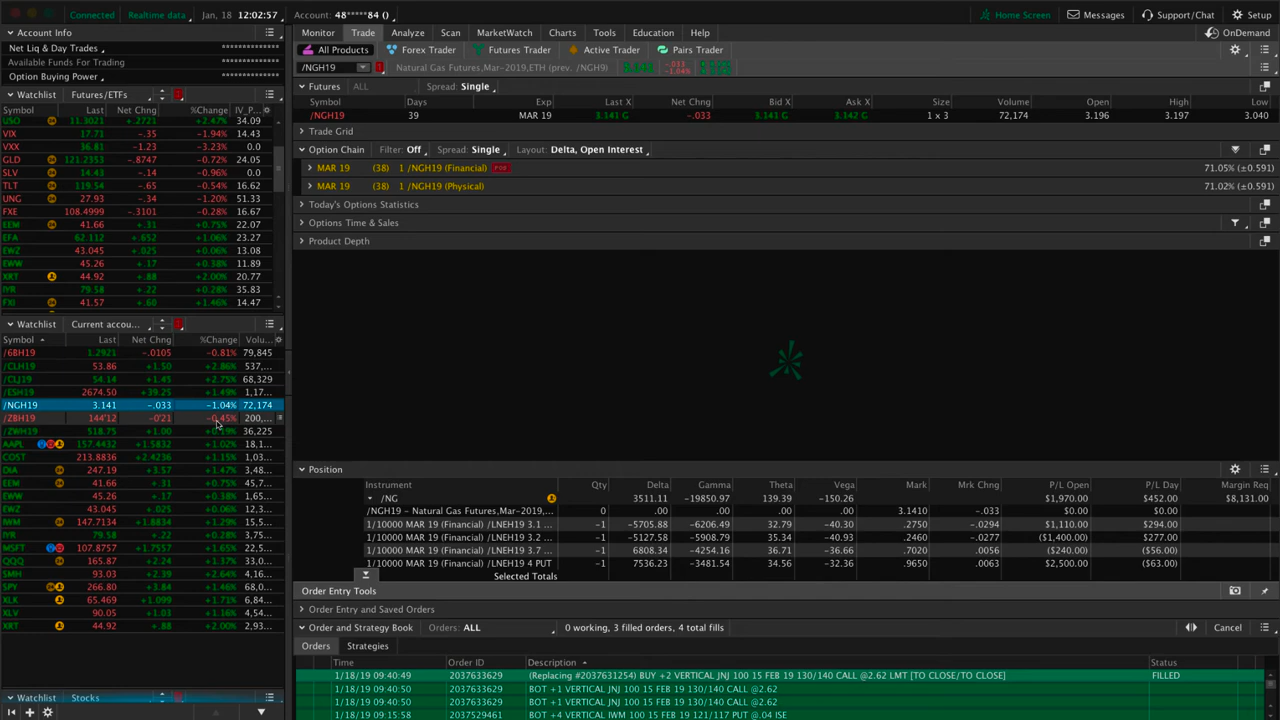 Connected Realtime data Jan, 18 12:02:57 Account: 48*****84 () Home Screen Messages Support/Chat Setup
Account Info
Net Liq & Day Trades **************
Available Funds For Trading **************
Option Buying Power **************
Watchlist Futures/ETFs
Symbol Last Net Chng %Change IV_P...
USO 11.3021 +.2721 +2.47% 34.09
VIX 17.71 -.35 -1.94% 14.43
VXX -1.23 -3.23% 0.0
GLD 121.2353 -.8747 -0.72% 24.05
SLV 14.43 -.14 -0.96% 0.0
TLT 119.54 -.65 -0.54% 16.62
UNG 27.93 -.34 -1.20% 51.33
FXE 108.4999 -.3101 -0.28% 16.67
EEM 41.66 +.31 +0.75% 22.07
EFA 62.112 +.652 +1.06% 23.27
EWZ 43.045 +.025 +0.06% 13.08
EWW 45.26 +.17 +0.38% 11.89
XRT 44.92 +.88 +2.00% 20.77
IYR 79.58 +.22 +0.28% 35.83
FXI 41.57 +.60 +1.46% 14.47
Watchlist Current accou...
Symbol Last Net Chng %Change Volu...
/6BH19 1.2921 -.0105 -0.81% 79,845
/CLH19 53.86 +1.50 +2.86% 537,...
/CLJ19 54.14 +1.45 +2.75% 68,329
/ESH19 2674.50 +39.25 +1.49% 1,17...
/NGH19 3.141 -.033 -1.04% 72,174
/ZBH19 144'12 -0'21 -0.45% 200,...
/ZWH19 518.75 +1.00 +0.19% 36,225
AAPL 157.4432 +1.5832 +1.02% 18,1...
COST 213.8836 +2.4236 +1.15% 1,03...
DIA 247.19 +3.57 +1.47% 3,48...
EEM 41.66 +.31 +0.75% 45,7...
EWW 45.26 +.17 +0.38% 1,65...
EWZ 43.045 +.025 +0.06% 12,3...
IWM 147.7134 +1.8834 +1.29% 15,5...
IYR 79.58 +.22 +0.28% 3,75...
MSFT 107.8757 +1.7557 +1.65% 22,5...
QQQ 165.87 +2.24 +1.37% 33,0...
SMH 93.03 +2.39 +2.64% 4,16...
SPY 266.80 +3.84 +1.46% 68,0...
XLK 65.469 +1.099 +1.71% 6,84...
XLV 90.05 +1.03 +1.16% 4,54...
XRT 44.92 +.88 +2.00% 2,93...
Watchlist Stocks
Monitor Trade Analyze Scan MarketWatch Charts Tools Education Help
All Products Forex Trader Futures Trader Active Trader Pairs Trader OnDemand
/NGH19 Natural Gas Futures,Mar-2019,ETH (prev. /NGH9) -.033 -1.04%
Futures ALL Spread: Single
Symbol Days Exp Last X Net Chng Bid X Ask X Size Volume Open High Low
/NGH19 39 MAR 19 3.141 G -.033 3.141 G 3.142 G 1 x 3 72,174 3.196 3.197 3.040
Trade Grid
Option Chain Filter: Off Spread: Single Layout: Delta, Open Interest
MAR 19 (38) 1 /NGH19 (Financial) POS 71.05% (±0.591)
MAR 19 (38) 1 /NGH19 (Physical) 71.02% (±0.591)
Today's Options Statistics
Options Time & Sales
Product Depth
Position
Instrument Qty Delta Gamma Theta Vega Mark Mrk Chng P/L Open P/L Day Margin Req
/NG 3511.11 -19850.97 139.39 -150.26 $1,970.00 $452.00 $8,131.00
/NGH19 - Natural Gas Futures,Mar-2019,... 0 .00 .00 .00 .00 3.1410 -.033 $0.00 $0.00
1/10000 MAR 19 (Financial) /LNEH19 3.1 ... -1 -5705.88 -6206.49 32.79 -40.30 .2750 -.0294 $1,110.00 $294.00
1/10000 MAR 19 (Financial) /LNEH19 3.2 ... -1 -5127.58 -5908.79 35.34 -40.93 .2460 -.0277 ($1,400.00) $277.00
1/10000 MAR 19 (Financial) /LNEH19 3.7 ... -1 6808.34 -4254.16 36.71 -36.66 .7020 .0056 ($240.00) ($56.00)
1/10000 MAR 19 (Financial) /LNEH19 4 PUT -1 7536.23 -3481.54 34.56 -32.36 .9650 .0063 $2,500.00 ($63.00)
Selected Totals
Order Entry Tools
Order Entry and Saved Orders
Order and Strategy Book Orders: ALL 0 working, 3 filled orders, 4 total fills Cancel
Orders Strategies
Time Order ID Description Status
1/18/19 09:40:49 2037633629 (Replacing #2037631254) BUY +2 VERTICAL JNJ 100 15 FEB 19 130/140 CALL @2.62 LMT [TO CLOSE/TO CLOSE] FILLED
1/18/19 09:40:50 2037633629 BOT +1 VERTICAL JNJ 100 15 FEB 19 130/140 CALL @2.62
1/18/19 09:40:50 2037633629 BOT +1 VERTICAL JNJ 100 15 FEB 19 130/140 CALL @2.62
1/18/19 09:15:58 2037529461 BOT +4 VERTICAL IWM 100 15 FEB 19 121/117 PUT @.04 ISE